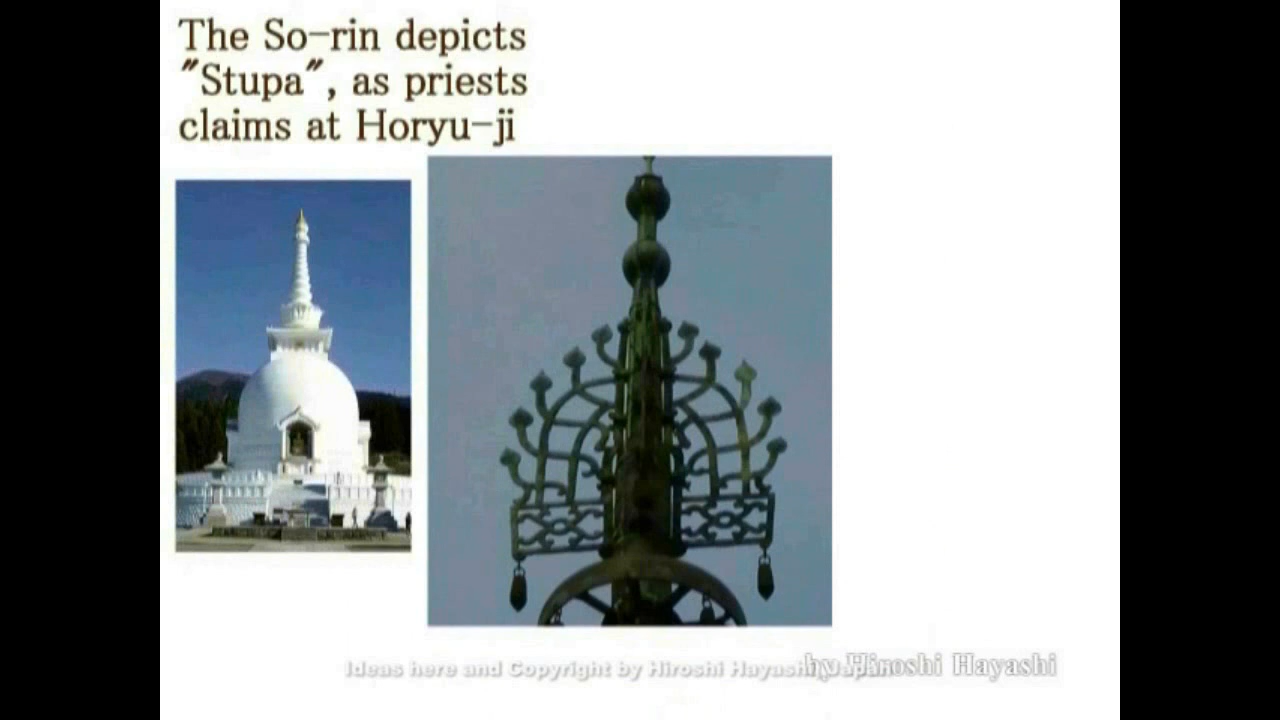 The So-rin depicts
"Stupa", as priests
claims at Horyu-ji
Ideas here and Copyright by Hiroshi Hayashi, Japan
by Hiroshi Hayashi